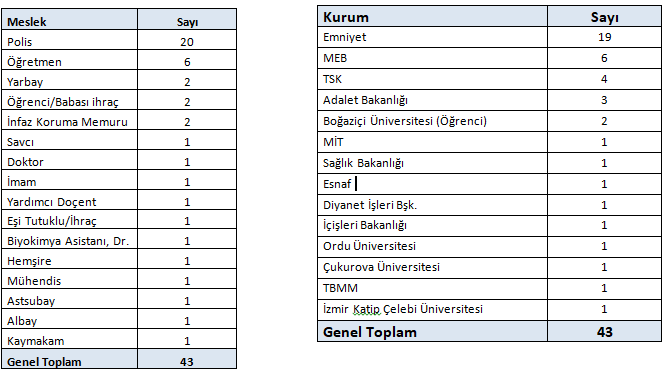 Meslek Sayı
Polis 20
Öğretmen 6
Yarbay 2
Öğrenci/Babası ihraç 2
İnfaz Koruma Memuru 2
Savcı 1
Doktor 1
İmam 1
Yardımcı Doçent 1
Eşi Tutuklu/İhraç 1
Biyokimya Asistanı, Dr. 1
Hemşire 1
Mühendis 1
Astsubay 1
Albay 1
Kaymakam 1
Genel Toplam 43
Kurum Sayı
Emniyet 19
MEB 6
TSK 4
Adalet Bakanlığı 3
Boğaziçi Üniversitesi (Öğrenci) 2
MİT 1
Sağlık Bakanlığı 1
Esnaf 1
Diyanet İşleri Bşk. 1
İçişleri Bakanlığı 1
Ordu Üniversitesi 1
Çukurova Üniversitesi 1
TBMM 1
İzmir Katip Çelebi Üniversitesi 1
Genel Toplam 43